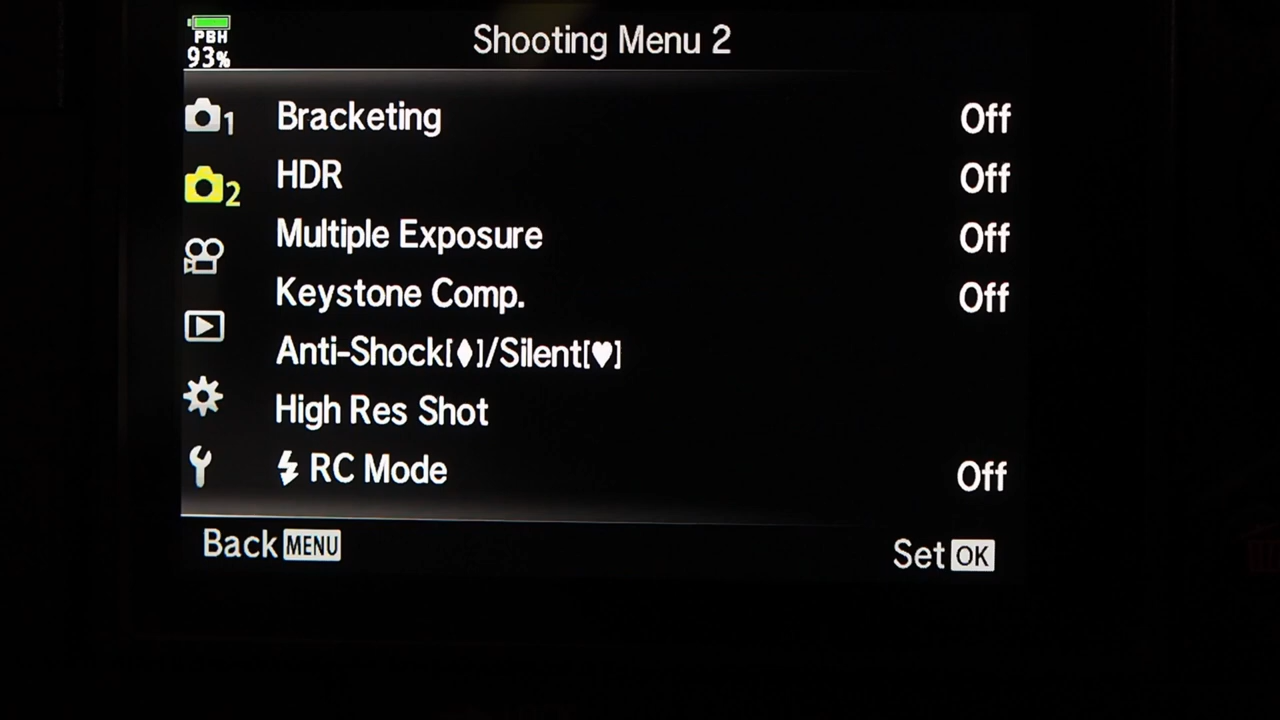 PBH
93%
Shooting Menu 2
1
2
Bracketing Off
HDR Off
Multiple Exposure Off
Keystone Comp. Off
Anti-Shock[♦]/Silent[♥]
High Res Shot
⚡ RC Mode Off
Back MENU
Set OK